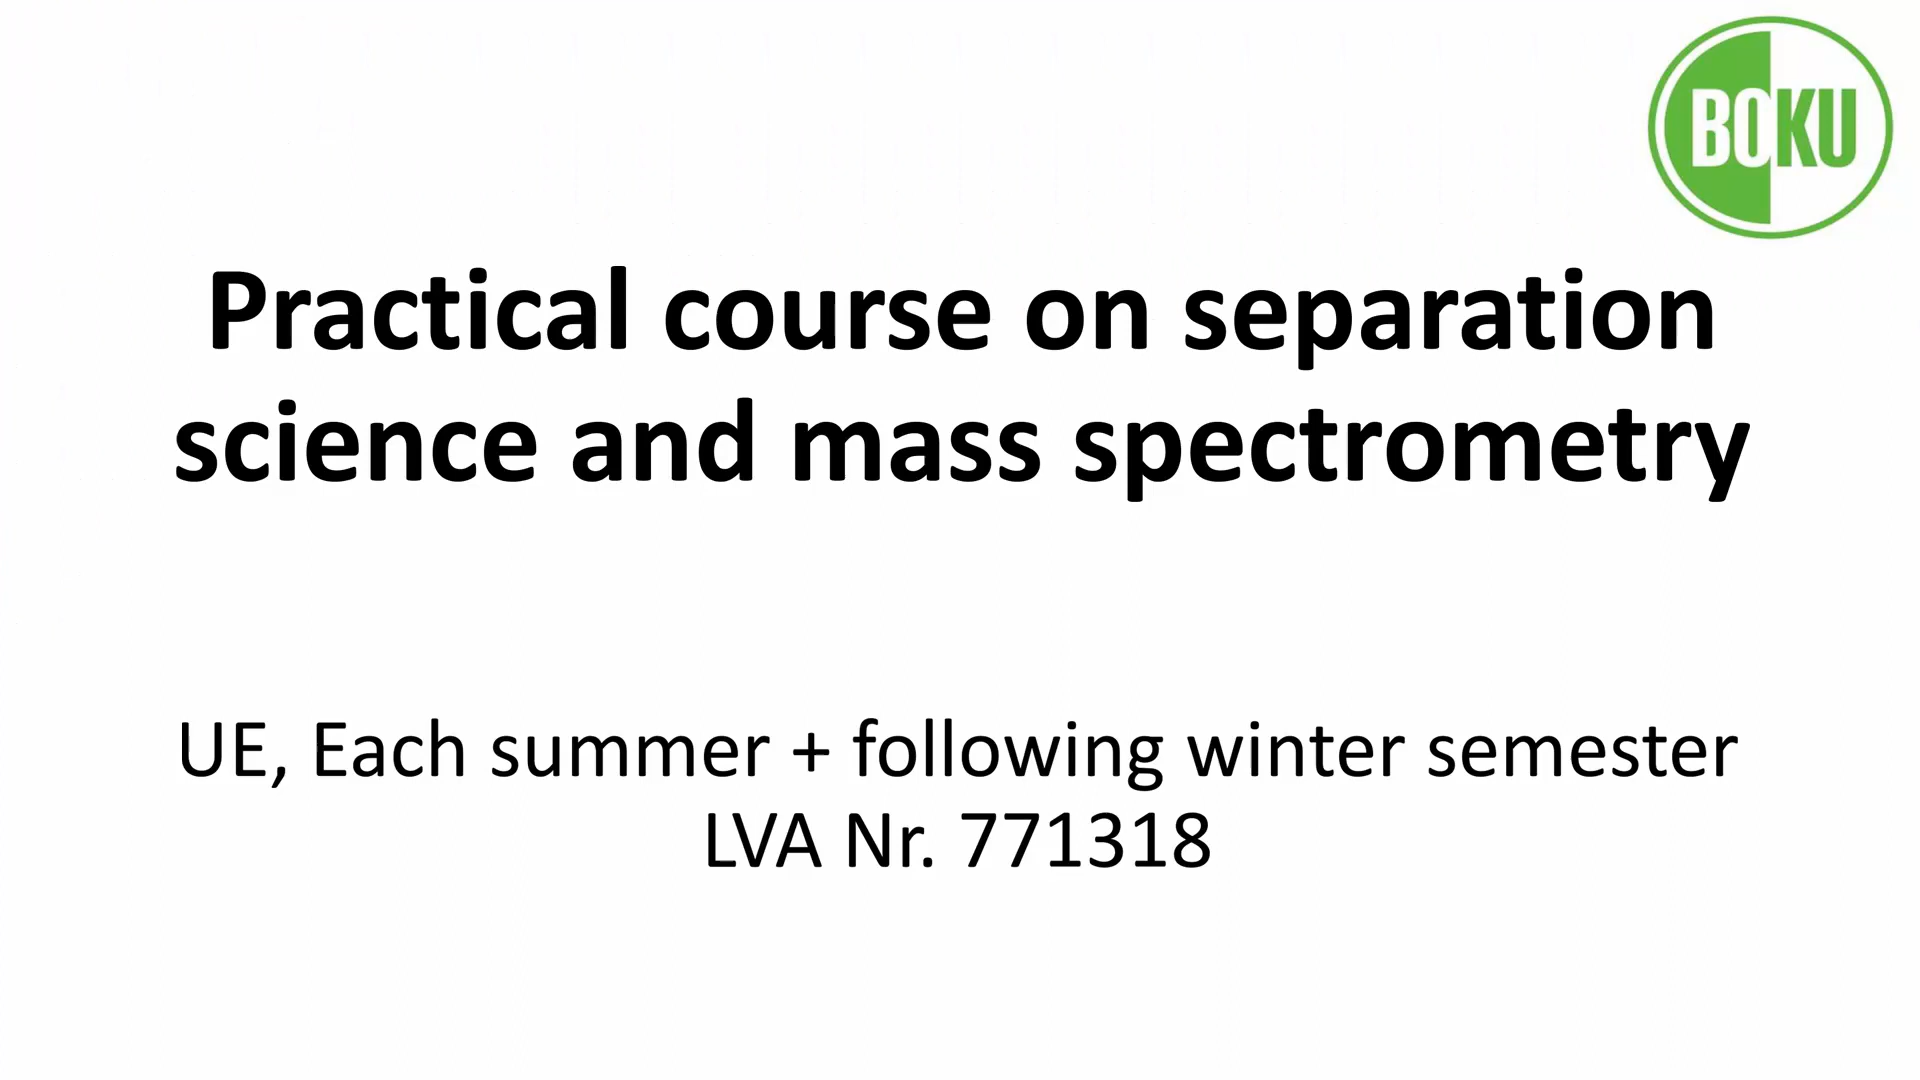 BOKU
Practical course on separation
science and mass spectrometry
UE, Each summer + following winter semester
LVA Nr. 771318